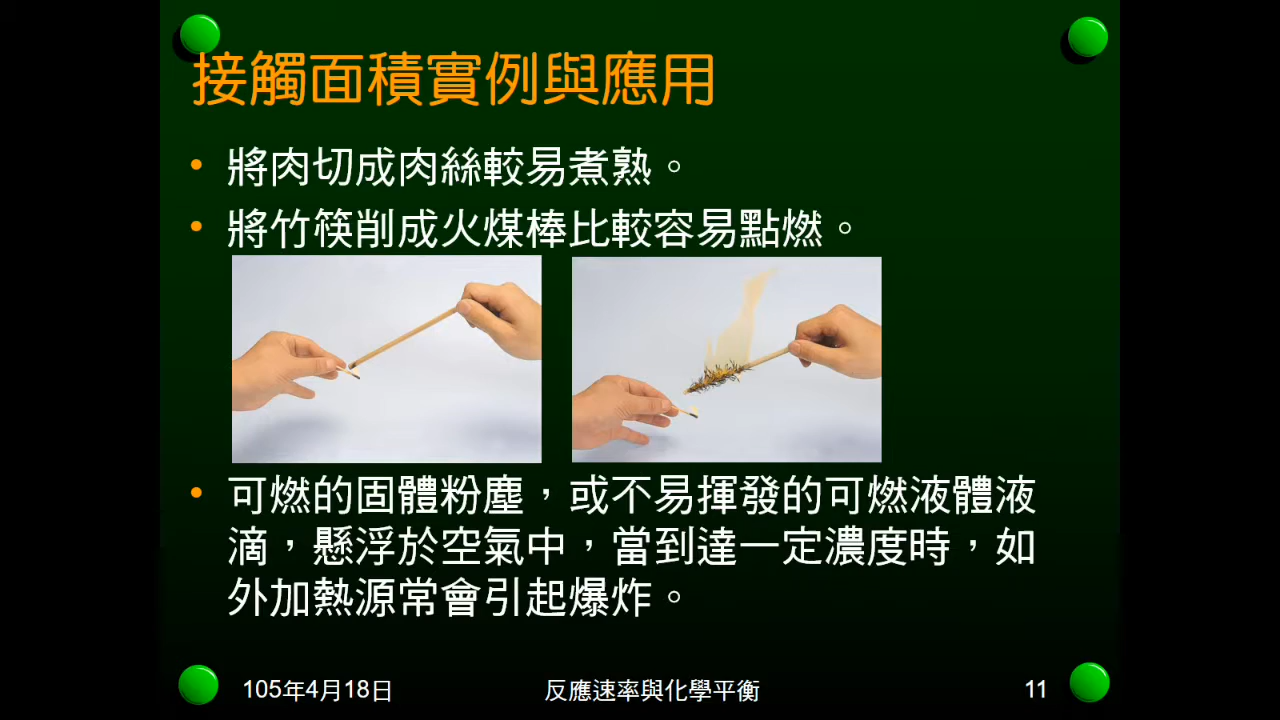 接觸面積實例與應用
• 將肉切成肉絲較易煮熟。
• 將竹筷削成火煤棒比較容易點燃。
• 可燃的固體粉塵，或不易揮發的可燃液體液
滴，懸浮於空氣中，當到達一定濃度時，如
外加熱源常會引起爆炸。
105年4月18日
反應速率與化學平衡
11